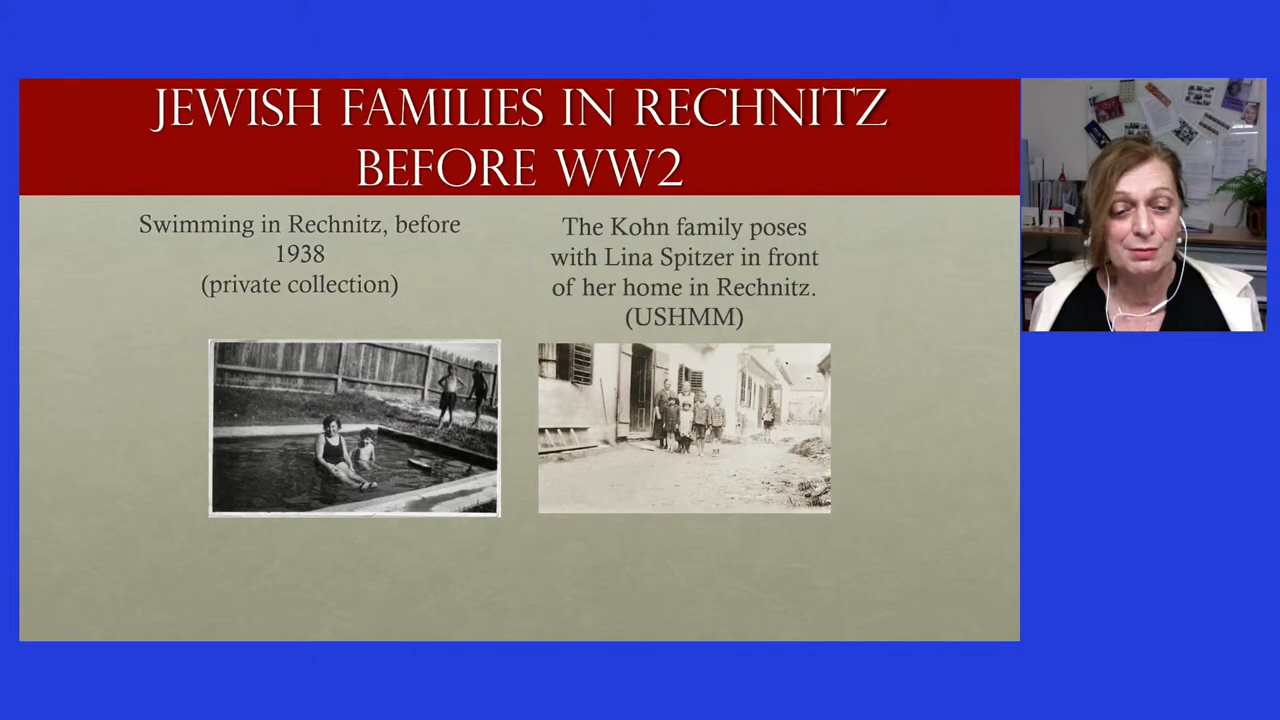 JEWISH FAMILIES IN RECHNITZ
BEFORE WW2
Swimming in Rechnitz, before
1938
(private collection)
The Kohn family poses
with Lina Spitzer in front
of her home in Rechnitz.
(USHMM)